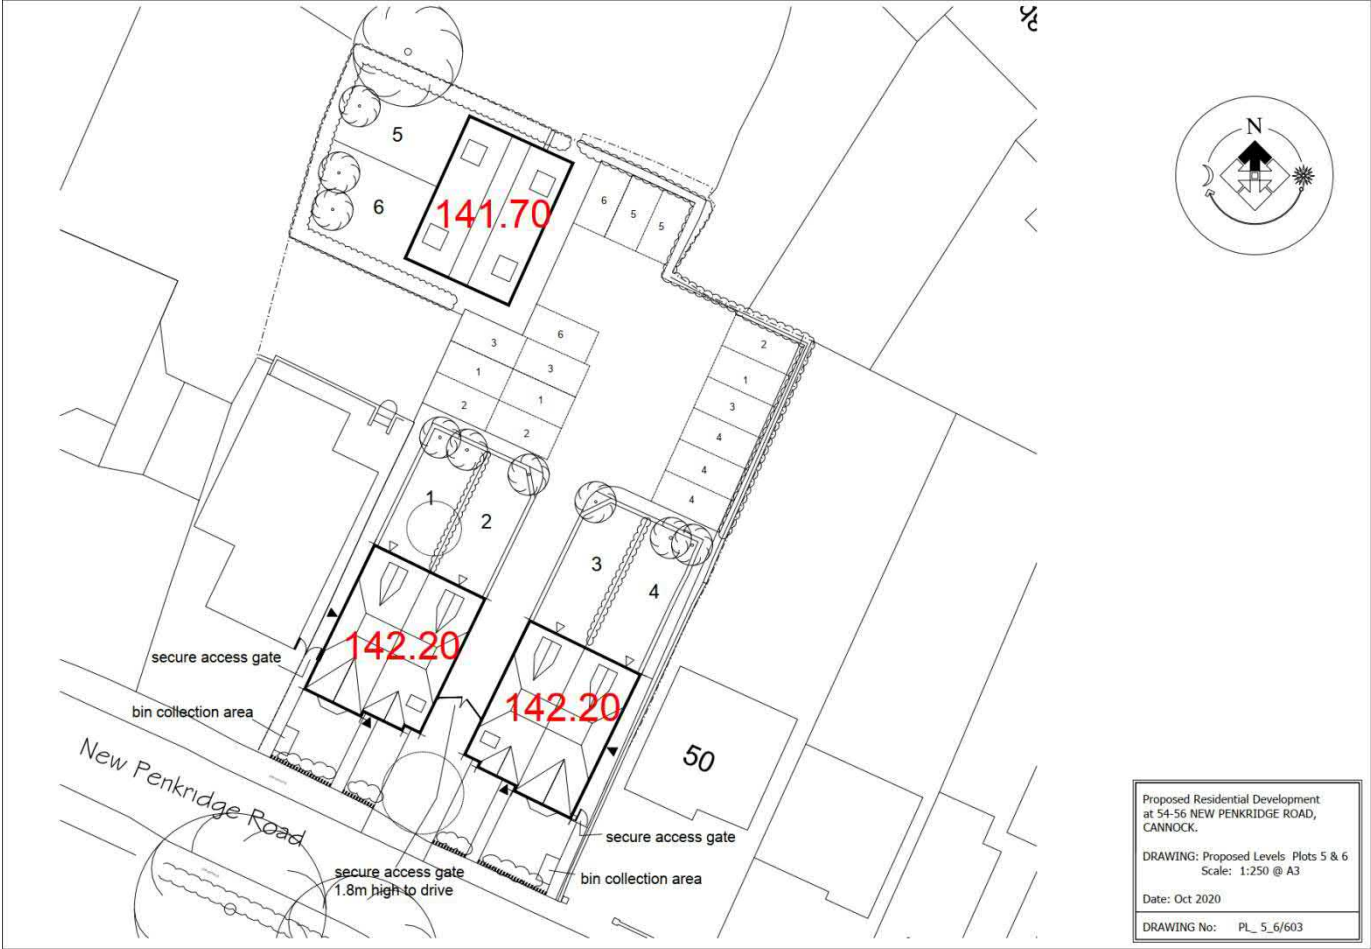 N
5
6
141.70
6
5
5
6
3
3
1
1
2
2
2
1
3
4
4
4
1
2
3
4
142.20
142.20
secure access gate
bin collection area
50
New Penkridge Road
secure access gate
secure access gate
1.8m high to drive
bin collection area
Proposed Residential Development
at 54-56 NEW PENKRIDGE ROAD,
CANNOCK.
DRAWING: Proposed Levels Plots 5 & 6
Scale: 1:250 @ A3
Date: Oct 2020
DRAWING No: PL_ 5_6/603